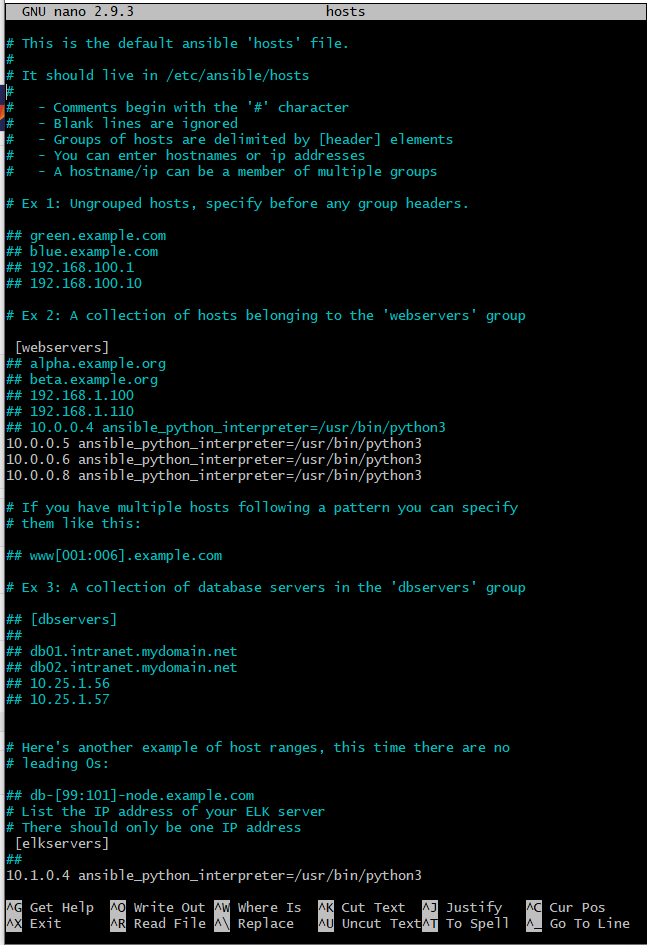 GNU nano 2.9.3 hosts
# This is the default ansible 'hosts' file.
#
# It should live in /etc/ansible/hosts
#
#   - Comments begin with the '#' character
#   - Blank lines are ignored
#   - Groups of hosts are delimited by [header] elements
#   - You can enter hostnames or ip addresses
#   - A hostname/ip can be a member of multiple groups
# Ex 1: Ungrouped hosts, specify before any group headers.
## green.example.com
## blue.example.com
## 192.168.100.1
## 192.168.100.10
# Ex 2: A collection of hosts belonging to the 'webservers' group
[webservers]
## alpha.example.org
## beta.example.org
## 192.168.1.100
## 192.168.1.110
## 10.0.0.4 ansible_python_interpreter=/usr/bin/python3
10.0.0.5 ansible_python_interpreter=/usr/bin/python3
10.0.0.6 ansible_python_interpreter=/usr/bin/python3
10.0.0.8 ansible_python_interpreter=/usr/bin/python3
# If you have multiple hosts following a pattern you can specify
# them like this:
## www[001:006].example.com
# Ex 3: A collection of database servers in the 'dbservers' group
## [dbservers]
##
## db01.intranet.mydomain.net
## db02.intranet.mydomain.net
## 10.25.1.56
## 10.25.1.57
# Here's another example of host ranges, this time there are no
# leading 0s:
## db-[99:101]-node.example.com
# List the IP address of your ELK server
# There should only be one IP address
[elkservers]
##
10.1.0.4 ansible_python_interpreter=/usr/bin/python3
^G Get Help ^O Write Out ^W Where Is ^K Cut Text ^J Justify ^C Cur Pos
^X Exit ^R Read File ^\ Replace ^U Uncut Text ^T To Spell ^_ Go To Line